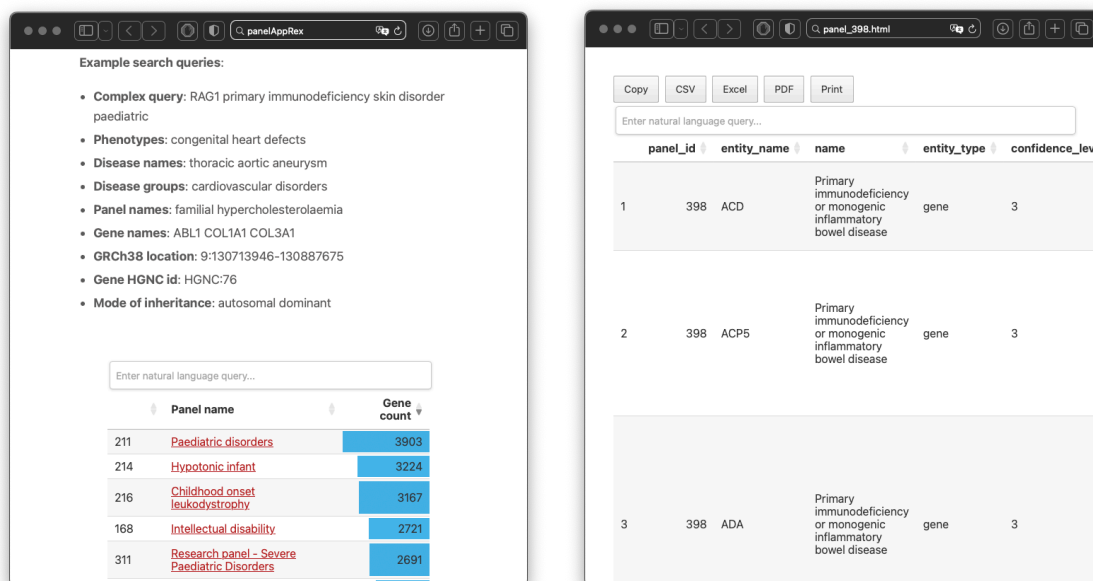 panelAppRex
Example search queries:
• Complex query: RAG1 primary immunodeficiency skin disorder
paediatric
• Phenotypes: congenital heart defects
• Disease names: thoracic aortic aneurysm
• Disease groups: cardiovascular disorders
• Panel names: familial hypercholesterolaemia
• Gene names: ABL1 COL1A1 COL3A1
• GRCh38 location: 9:130713946-130887675
• Gene HGNC id: HGNC:76
• Mode of inheritance: autosomal dominant
Enter natural language query...
Panel name Gene
count
211 Paediatric disorders 3903
214 Hypotonic infant 3224
216 Childhood onset
leukodystrophy 3167
168 Intellectual disability 2721
311 Research panel - Severe
Paediatric Disorders 2691
panel_398.html
Copy CSV Excel PDF Print
Enter natural language query...
panel_id entity_name name entity_type confidence_lev
1 398 ACD Primary
immunodeficiency
or monogenic
inflammatory
bowel disease gene 3
2 398 ACP5 Primary
immunodeficiency
or monogenic
inflammatory
bowel disease gene 3
3 398 ADA Primary
immunodeficiency
or monogenic
inflammatory
bowel disease gene 3